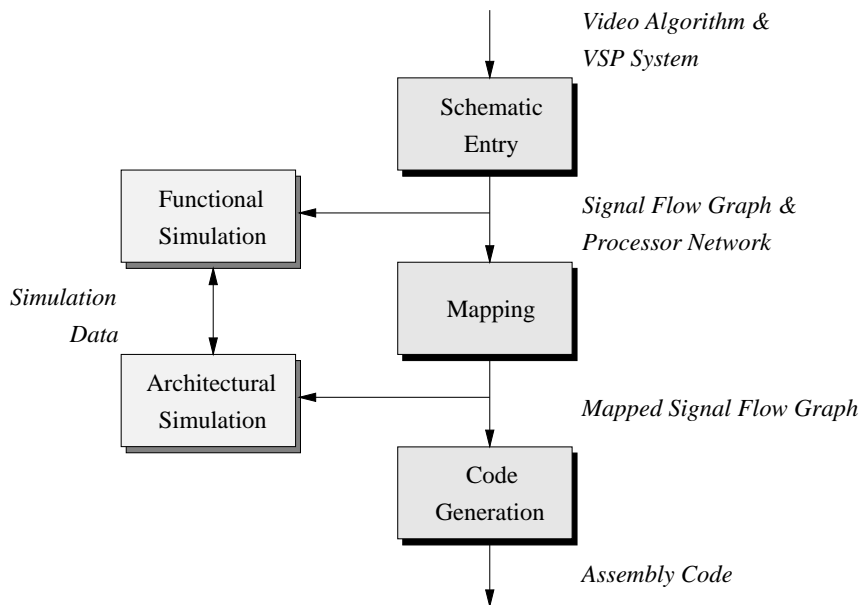 Video Algorithm &
VSP System
Schematic
Entry
Functional
Simulation
Signal Flow Graph &
Processor Network
Simulation
Data
Mapping
Architectural
Simulation
Mapped Signal Flow Graph
Code
Generation
Assembly Code